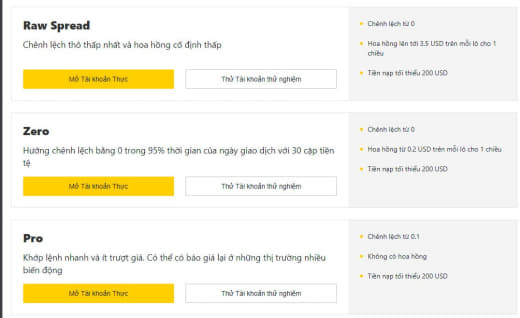 Raw Spread
Chênh lệch thô thấp nhất và hoa hồng cố định thấp
Mở Tài khoản Thực
Thử Tài khoản thử nghiệm
Chênh lệch từ 0
Hoa hồng lên tới 3.5 USD trên mỗi lô cho 1
chiều
Tiền nạp tối thiểu 200 USD
Zero
Hưởng chênh lệch bằng 0 trong 95% thời gian của ngày giao dịch với 30 cặp tiền
tệ
Mở Tài khoản Thực
Thử Tài khoản thử nghiệm
Chênh lệch từ 0
Hoa hồng từ 0.2 USD trên mỗi lô cho 1 chiều
Tiền nạp tối thiểu 200 USD
Pro
Khớp lệnh nhanh và ít trượt giá. Có thể có báo giá lại ở những thị trường nhiều
biến động
Mở Tài khoản Thực
Thử Tài khoản thử nghiệm
Chênh lệch từ 0.1
Không có hoa hồng
Tiền nạp tối thiểu 200 USD